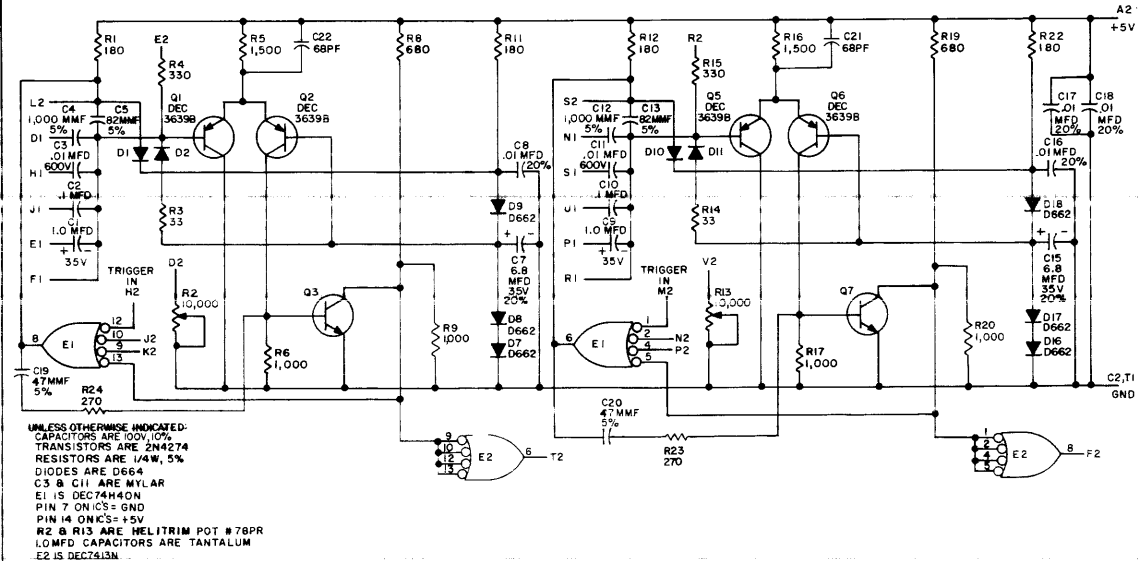 A2
+5V
R1
180
E2
R4
330
R5
1,500
C22
68PF
R8
680
R11
180
R12
180
R2
R15
330
R16
1,500
C21
68PF
R19
680
R22
180
L2
C4
1,000 MMF
5%
C5
82MMF
5%
D1
C3
.01 MFD
600V
H1
C2
.1 MFD
J1
C1
1.0 MFD
E1
+
-
35V
F1
D1
D2
Q1
DEC
3639B
Q2
DEC
3639B
C8
.01 MFD
20%
D9
D662
R3
33
+
-
C7
6.8
MFD
35V
20%
D8
D662
D7
D662
TRIGGER
IN
H2
D2
R2
10,000
Q3
R9
1,000
R6
1,000
8
E1
12
10
9
13
J2
K2
C19
47MMF
5%
R24
270
S2
C12
1,000 MMF
5%
C13
82MMF
5%
N1
C11
.01 MFD
600V
S1
C10
.1 MFD
U1
C9
1.0 MFD
P1
+
-
35V
R1
D10
D11
Q5
DEC
3639B
Q6
DEC
3639B
C17
.01
MFD
20%
C18
.01
MFD
20%
C16
.01 MFD
20%
D18
D662
R14
33
+
-
C15
6.8
MFD
35V
20%
D17
D662
D16
D662
TRIGGER
IN
M2
V2
R13
10,000
Q7
R20
1,000
R17
1,000
6
E1
1
2
4
5
N2
P2
C2,T1
GND
C20
47MMF
5%
R23
270
9
10
12
13
E2
6
T2
1
2
4
5
E2
8
F2
UNLESS OTHERWISE INDICATED:
CAPACITORS ARE 100V,10%
TRANSISTORS ARE 2N4274
RESISTORS ARE 1/4W, 5%
DIODES ARE D664
C3 & C11 ARE MYLAR
E1 IS DEC74H40N
PIN 7 ON IC'S = GND
PIN 14 ON IC'S = +5V
R2 & R13 ARE HELITRIM POT #78PR
1.0MFD CAPACITORS ARE TANTALUM
E2 IS DEC7413N